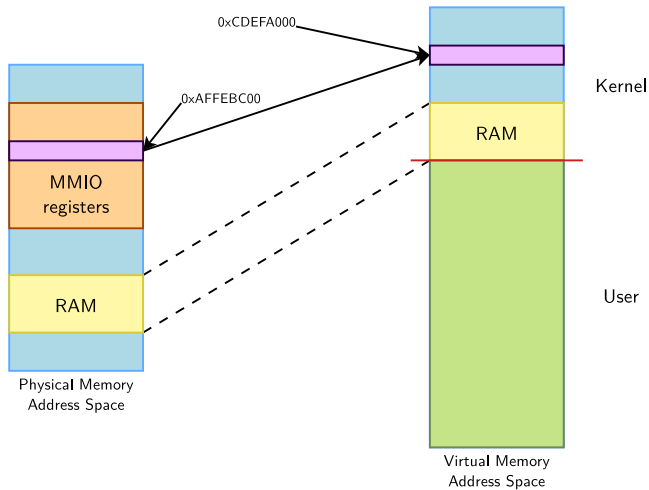 0xCDEFA000
Kernel
0xAFFEBC00
RAM
MMIO
registers
RAM
User
Physical Memory
Address Space
Virtual Memory
Address Space